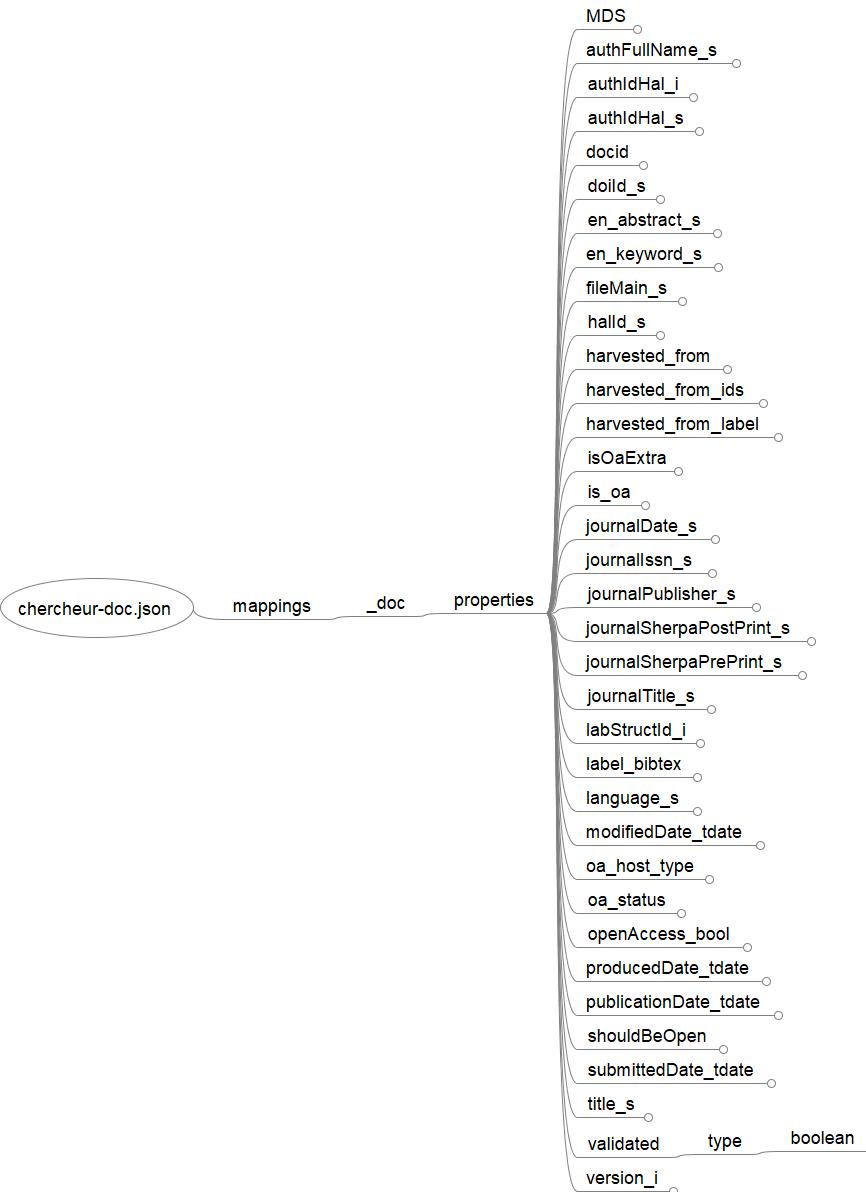 MDS
authFullName_s
authIdHal_i
authIdHal_s
docid
doiId_s
en_abstract_s
en_keyword_s
fileMain_s
halId_s
harvested_from
harvested_from_ids
harvested_from_label
isOaExtra
is_oa
journalDate_s
journalIssn_s
chercheur-doc.json mappings _doc properties
journalPublisher_s
journalSherpaPostPrint_s
journalSherpaPrePrint_s
journalTitle_s
labStructId_i
label_bibtex
language_s
modifiedDate_tdate
oa_host_type
oa_status
openAccess_bool
producedDate_tdate
publicationDate_tdate
shouldBeOpen
submittedDate_tdate
title_s
validated type boolean
version_i